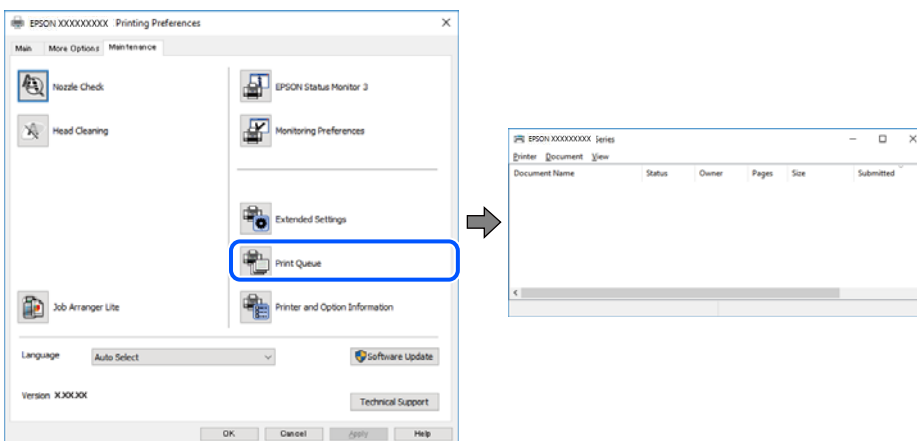 EPSON XXXXXXXXX Printing Preferences
Main More Options Maintenance
Nozzle Check
EPSON Status Monitor 3
Head Cleaning
Monitoring Preferences
Extended Settings
Print Queue
Job Arranger Lite
Printer and Option Information
Language Auto Select Software Update
Version X.XX.XX
Technical Support
OK Cancel Apply Help
EPSON XXXXXXXXX Series
Printer Document View
Document Name Status Owner Pages Size Submitted